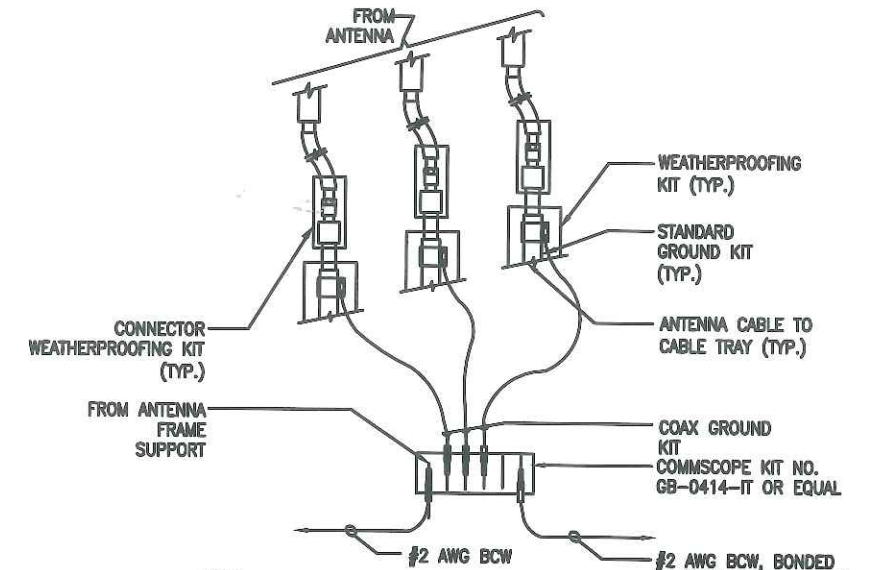 FROM
ANTENNA
WEATHERPROOFING
KIT (TYP.)
STANDARD
GROUND KIT
(TYP.)
ANTENNA CABLE TO
CABLE TRAY (TYP.)
CONNECTOR
WEATHERPROOFING KIT
(TYP.)
FROM ANTENNA
FRAME
SUPPORT
COAX GROUND
KIT
COMMSCOPE KIT NO.
GB-0414-IT OR EQUAL
#2 AWG BCW
#2 AWG BCW, BONDED